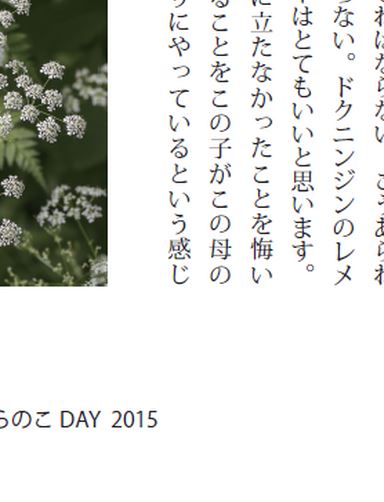 ればならない こそあられ
らない。ドクニンジンのレメ
はとてもいいと思います。
に立たなかったことを悔い
ることをこの子がこの母の
りにやっているという感じ
らのこ DAY 2015